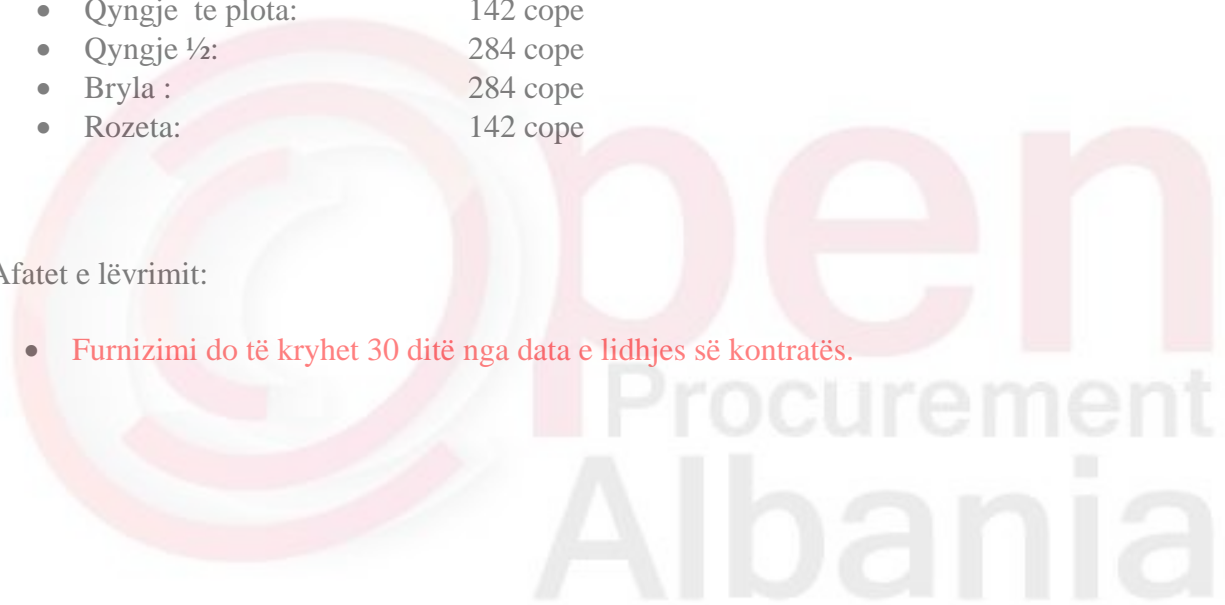 • Qyngje te plota: 142 cope
• Qyngje ½: 284 cope
• Bryla : 284 cope
• Rozeta: 142 cope
Afatet e lëvrimit:
• Furnizimi do të kryhet 30 ditë nga data e lidhjes së kontratës.
Open
Procurement
Albania